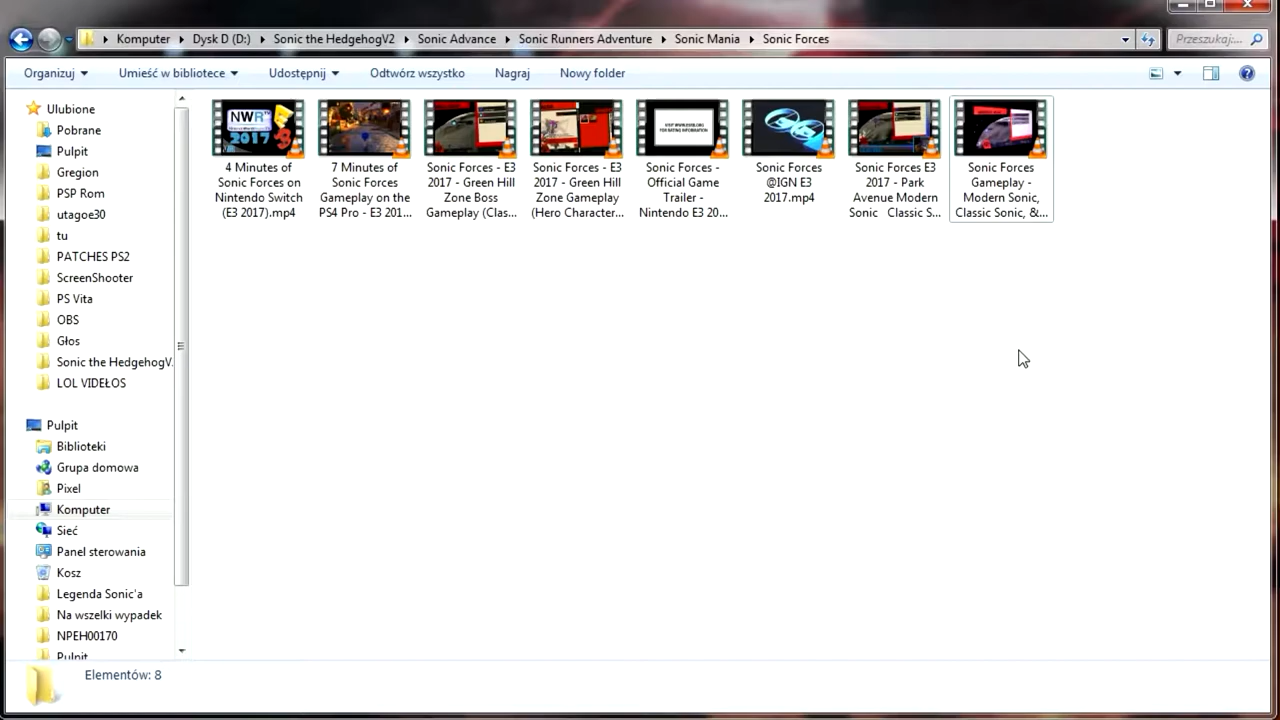 Komputer
Dysk D (D:)
Sonic the HedgehogV2
Sonic Advance
Sonic Runners Adventure
Sonic Mania
Sonic Forces
Przeszukaj:...
Organizuj
Umieść w bibliotece
Udostępnij
Odtwórz wszystko
Nagraj
Nowy folder
Ulubione
Pobrane
Pulpit
Gregion
PSP Rom
utagoe30
tu
PATCHES PS2
ScreenShooter
PS Vita
OBS
Głos
Sonic the HedgehogV.
LOL VIDEŁOS
Pulpit
Biblioteki
Grupa domowa
Pixel
Komputer
Sieć
Panel sterowania
Kosz
Legenda Sonic'a
Na wszelki wypadek
NPEH00170
Pulpit
NWR
2017
4 Minutes of
Sonic Forces on
Nintendo Switch
(E3 2017).mp4
7 Minutes of
Sonic Forces
Gameplay on the
PS4 Pro - E3 201...
Sonic Forces - E3
2017 - Green Hill
Zone Boss
Gameplay (Clas...
Sonic Forces - E3
2017 - Green Hill
Zone Gameplay
(Hero Character...
VISIT WWW.ESRB.ORG
FOR RATING INFORMATION
Sonic Forces -
Official Game
Trailer -
Nintendo E3 20...
Sonic Forces
@IGN E3
2017.mp4
Sonic Forces E3
2017 - Park
Avenue Modern
Sonic Classic S...
Sonic Forces
Gameplay -
Modern Sonic,
Classic Sonic, &...
Elementów: 8